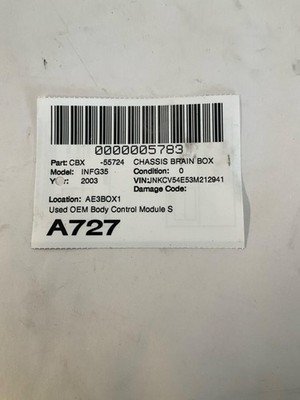 0000005783
Part: CBX -55724 CHASSIS BRAIN BOX
Model: INFG35 Condition: 0
Year: 2003 VIN:JNKCV54E53M212941
Damage Code:
Location: AE3BOX1
Used OEM Body Control Module S
A727